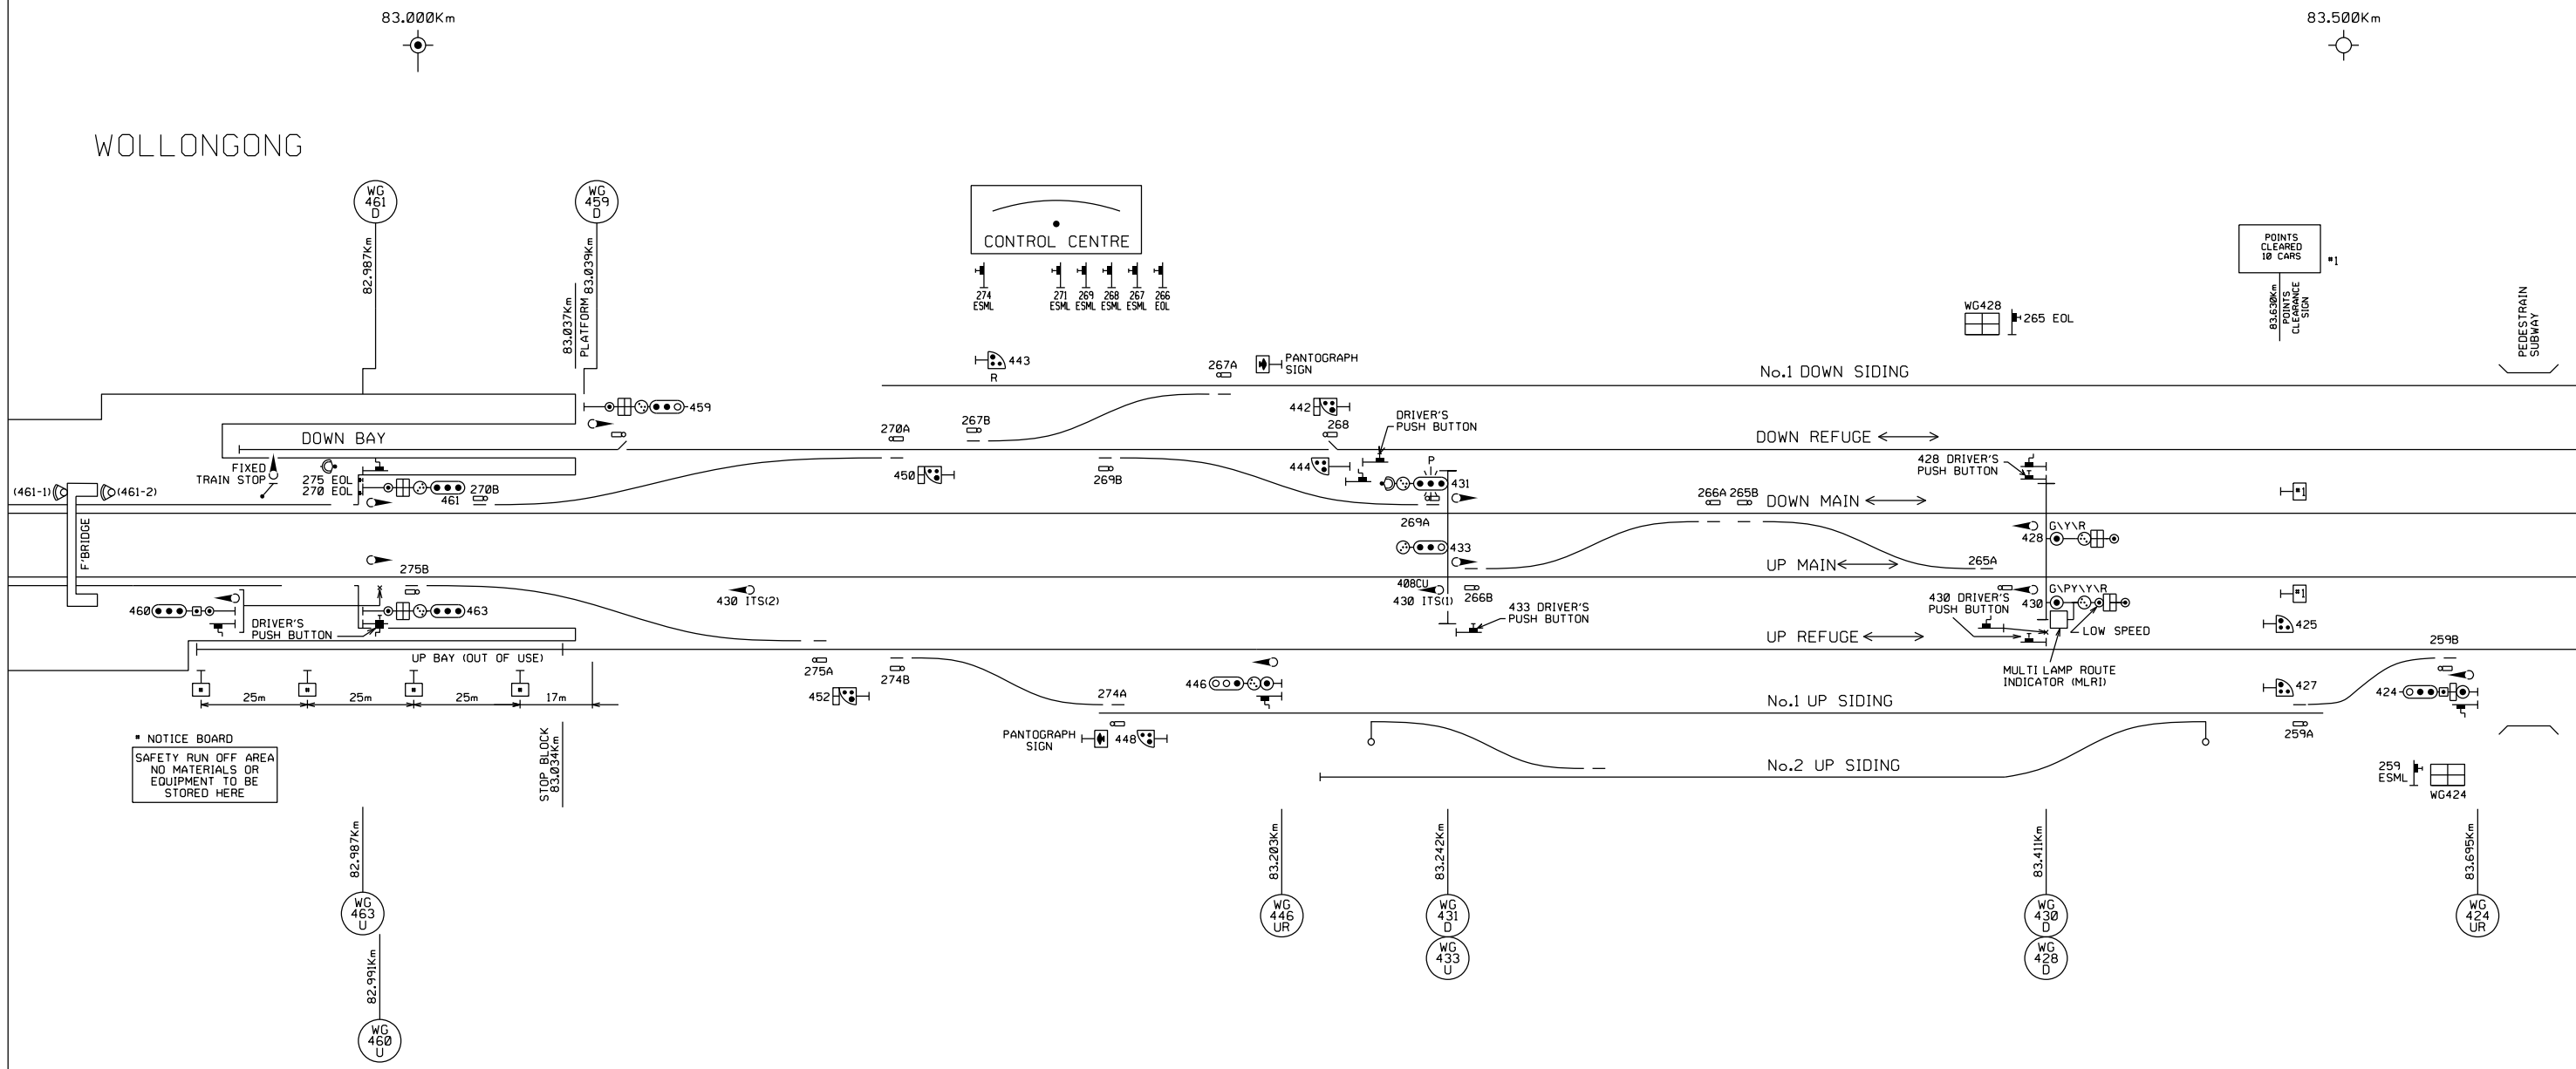 83.000Km
83.500Km
WOLLONGONG
WG
461
D
WG
459
D
82.987Km
83.037Km
PLATFORM 83.039Km
CONTROL CENTRE
274
ESML
271
ESML
269
ESML
268
ESML
267
ESML
266
EOL
POINTS
CLEARED
10 CARS
#1
83.630Km
POINTS
CLEARANCE
SIGN
PEDESTRAIN
SUBWAY
WG428
265 EOL
443
R
267A
PANTOGRAPH
SIGN
No.1 DOWN SIDING
459
442
DRIVER'S
PUSH BUTTON
267B
270A
268
DOWN BAY
DOWN REFUGE
FIXED
TRAIN STOP
275 EOL
270 EOL
450
269B
444
P
431
428 DRIVER'S
PUSH BUTTON
(461-1)
(461-2)
461
270B
266A
265B
DOWN MAIN
#1
F'BRIDGE
269A
G\Y\R
428
433
275B
UP MAIN
265A
430 ITS(2)
408CU
430 ITS(1)
266B
430 DRIVER'S
PUSH BUTTON
G\PY\Y\R
430
#1
460
463
DRIVER'S
PUSH BUTTON
433 DRIVER'S
PUSH BUTTON
LOW SPEED
425
UP REFUGE
259B
UP BAY (OUT OF USE)
275A
274B
MULTI LAMP ROUTE
INDICATOR (MLRI)
446
452
274A
427
424
25m
25m
25m
17m
No.1 UP SIDING
259A
* NOTICE BOARD
SAFETY RUN OFF AREA
NO MATERIALS OR
EQUIPMENT TO BE
STORED HERE
STOP BLOCK
83.034Km
PANTOGRAPH
SIGN
448
No.2 UP SIDING
259
ESML
WG424
82.987Km
83.203Km
83.242Km
83.411Km
83.695Km
WG
463
U
WG
446
UR
WG
431
D
WG
433
U
WG
430
D
WG
428
D
WG
424
UR
82.991Km
WG
460
U